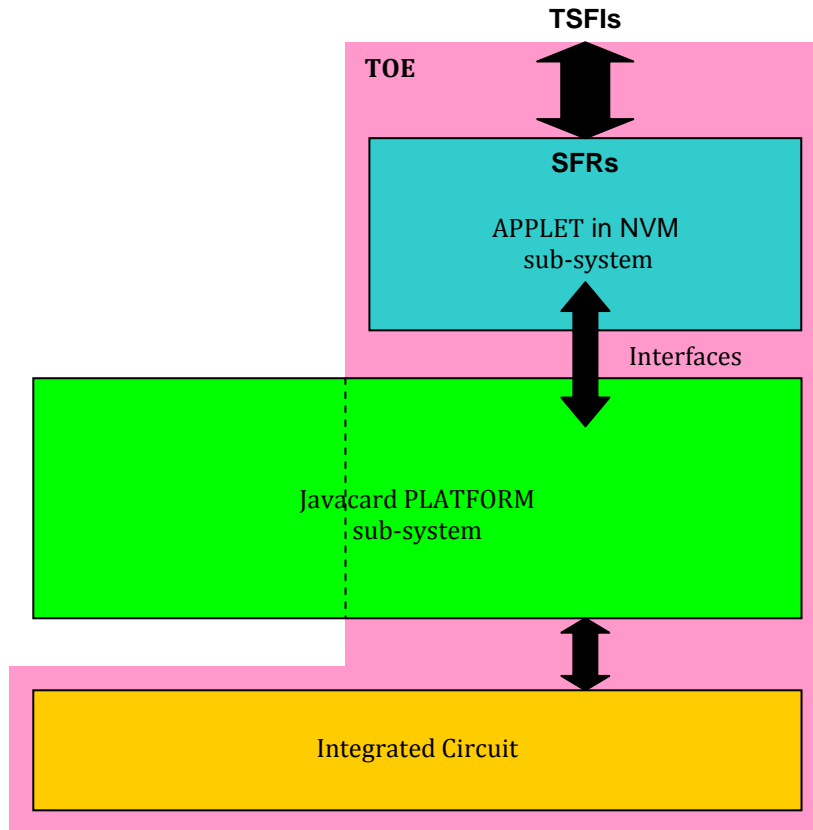 TSFIs
TOE
SFRs
APPLET in NVM
sub-system
Interfaces
Javacard PLATFORM
sub-system
Integrated Circuit